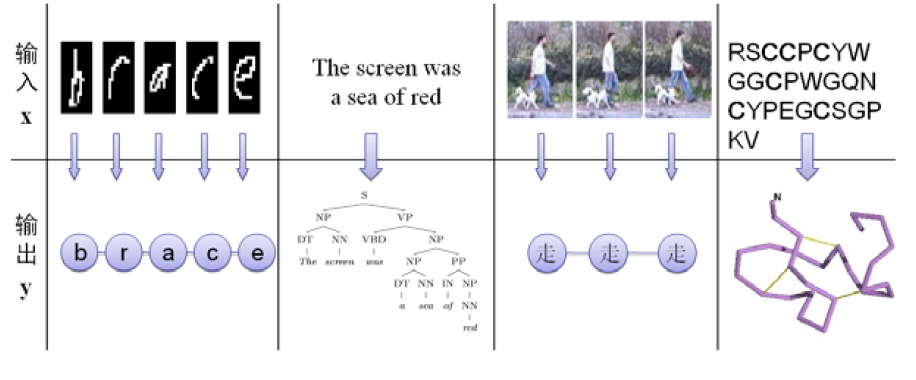 输入 x
b r a c e
The screen was
a sea of red
RSCCPCYW
GGCPWGQN
CYPEGCSGP
KV
输出 y
b r a c e
S
NP VP
DT NN VBD NP
The screen was NP PP
DT NN IN NP
a sea of NN
red
走 走 走
N